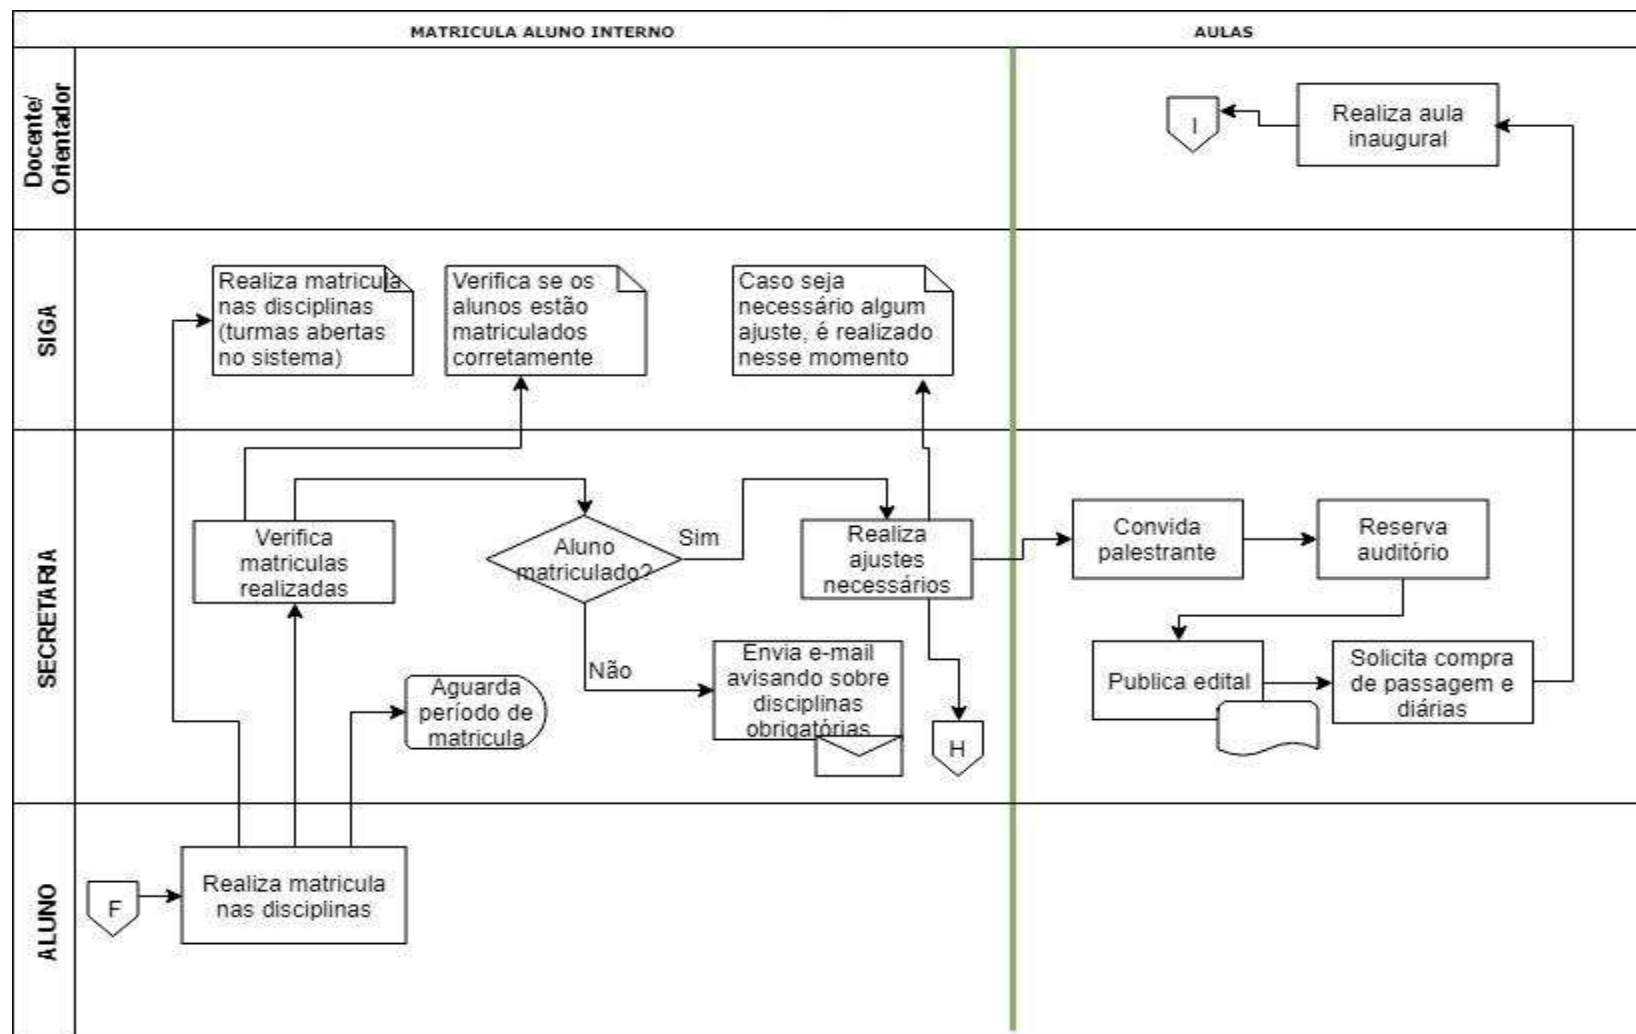 MATRICULA ALUNO INTERNO
AULAS
Docente/
Orientador
I
Realiza aula
inaugural
SIGA
Realiza matricula
nas disciplinas
(turmas abertas
no sistema)
Verifica se os
alunos estão
matriculados
corretamente
Caso seja
necessário algum
ajuste, é realizado
nesse momento
SECRETARIA
Verifica
matriculas
realizadas
Aluno
matriculado?
Sim
Não
Realiza
ajustes
necessários
Convida
palestrante
Reserva
auditório
Aguarda
período de
matricula
Envia e-mail
avisando sobre
disciplinas
obrigatórias
H
Publica edital
Solicita compra
de passagem e
diárias
ALUNO
F
Realiza matricula
nas disciplinas